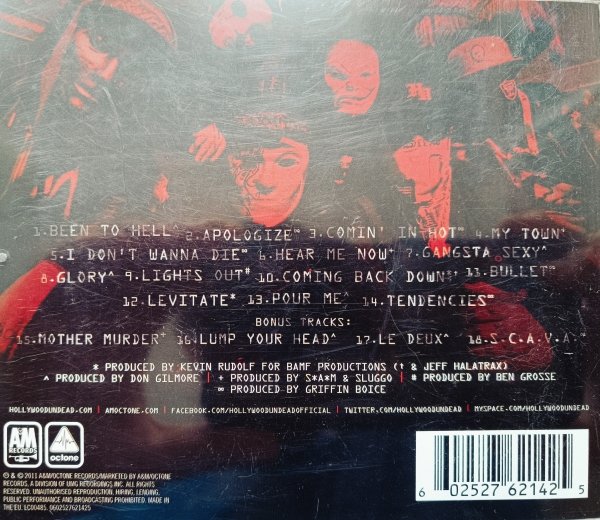 1.BEEN TO HELL^ 2.APOLOGIZE∞ 3.COMIN' IN HOT∞ 4.MY TOWN+
5.I DON'T WANNA DIE∞ 6.HEAR ME NOW+ 7.GANGSTA SEXY^
8.GLORY^ 9.LIGHTS OUT# 10.COMING BACK DOWN 11.BULLET∞
12.LEVITATE* 13.POUR ME^ 14.TENDENCIES∞
BONUS TRACKS:
15.MOTHER MURDER+ 16.LUMP YOUR HEAD^ 17.LE DEUX^ 18.S.C.A.V.A.∞
* PRODUCED BY KEVIN RUDOLF FOR BAMF PRODUCTIONS († & JEFF HALATRAX)
^ PRODUCED BY DON GILMORE | + PRODUCED BY S*A*M & SLUGGO | # PRODUCED BY BEN GROSSE
∞ PRODUCED BY GRIFFIN BOICE
HOLLYWOODUNDEAD.COM | AMOCTONE.COM | FACEBOOK.COM/HOLLYWOODUNDEADOFFICIAL | TWITTER.COM/HOLLYWOODUNDEAD | MYSPACE.COM/HOLLYWOODUNDEAD
A&M
RECORDS
octone
℗ & © 2011 A&M/OCTONE RECORDS/MARKETED BY A&M/OCTONE
RECORDS, A DIVISION OF UMG RECORDINGS INC. ALL RIGHTS
RESERVED. UNAUTHORISED REPRODUCTION, HIRING, LENDING,
PUBLIC PERFORMANCE AND BROADCASTING PROHIBITED. MADE IN
THE EU. LC00485. 0602527621425
6 02527 62142 5